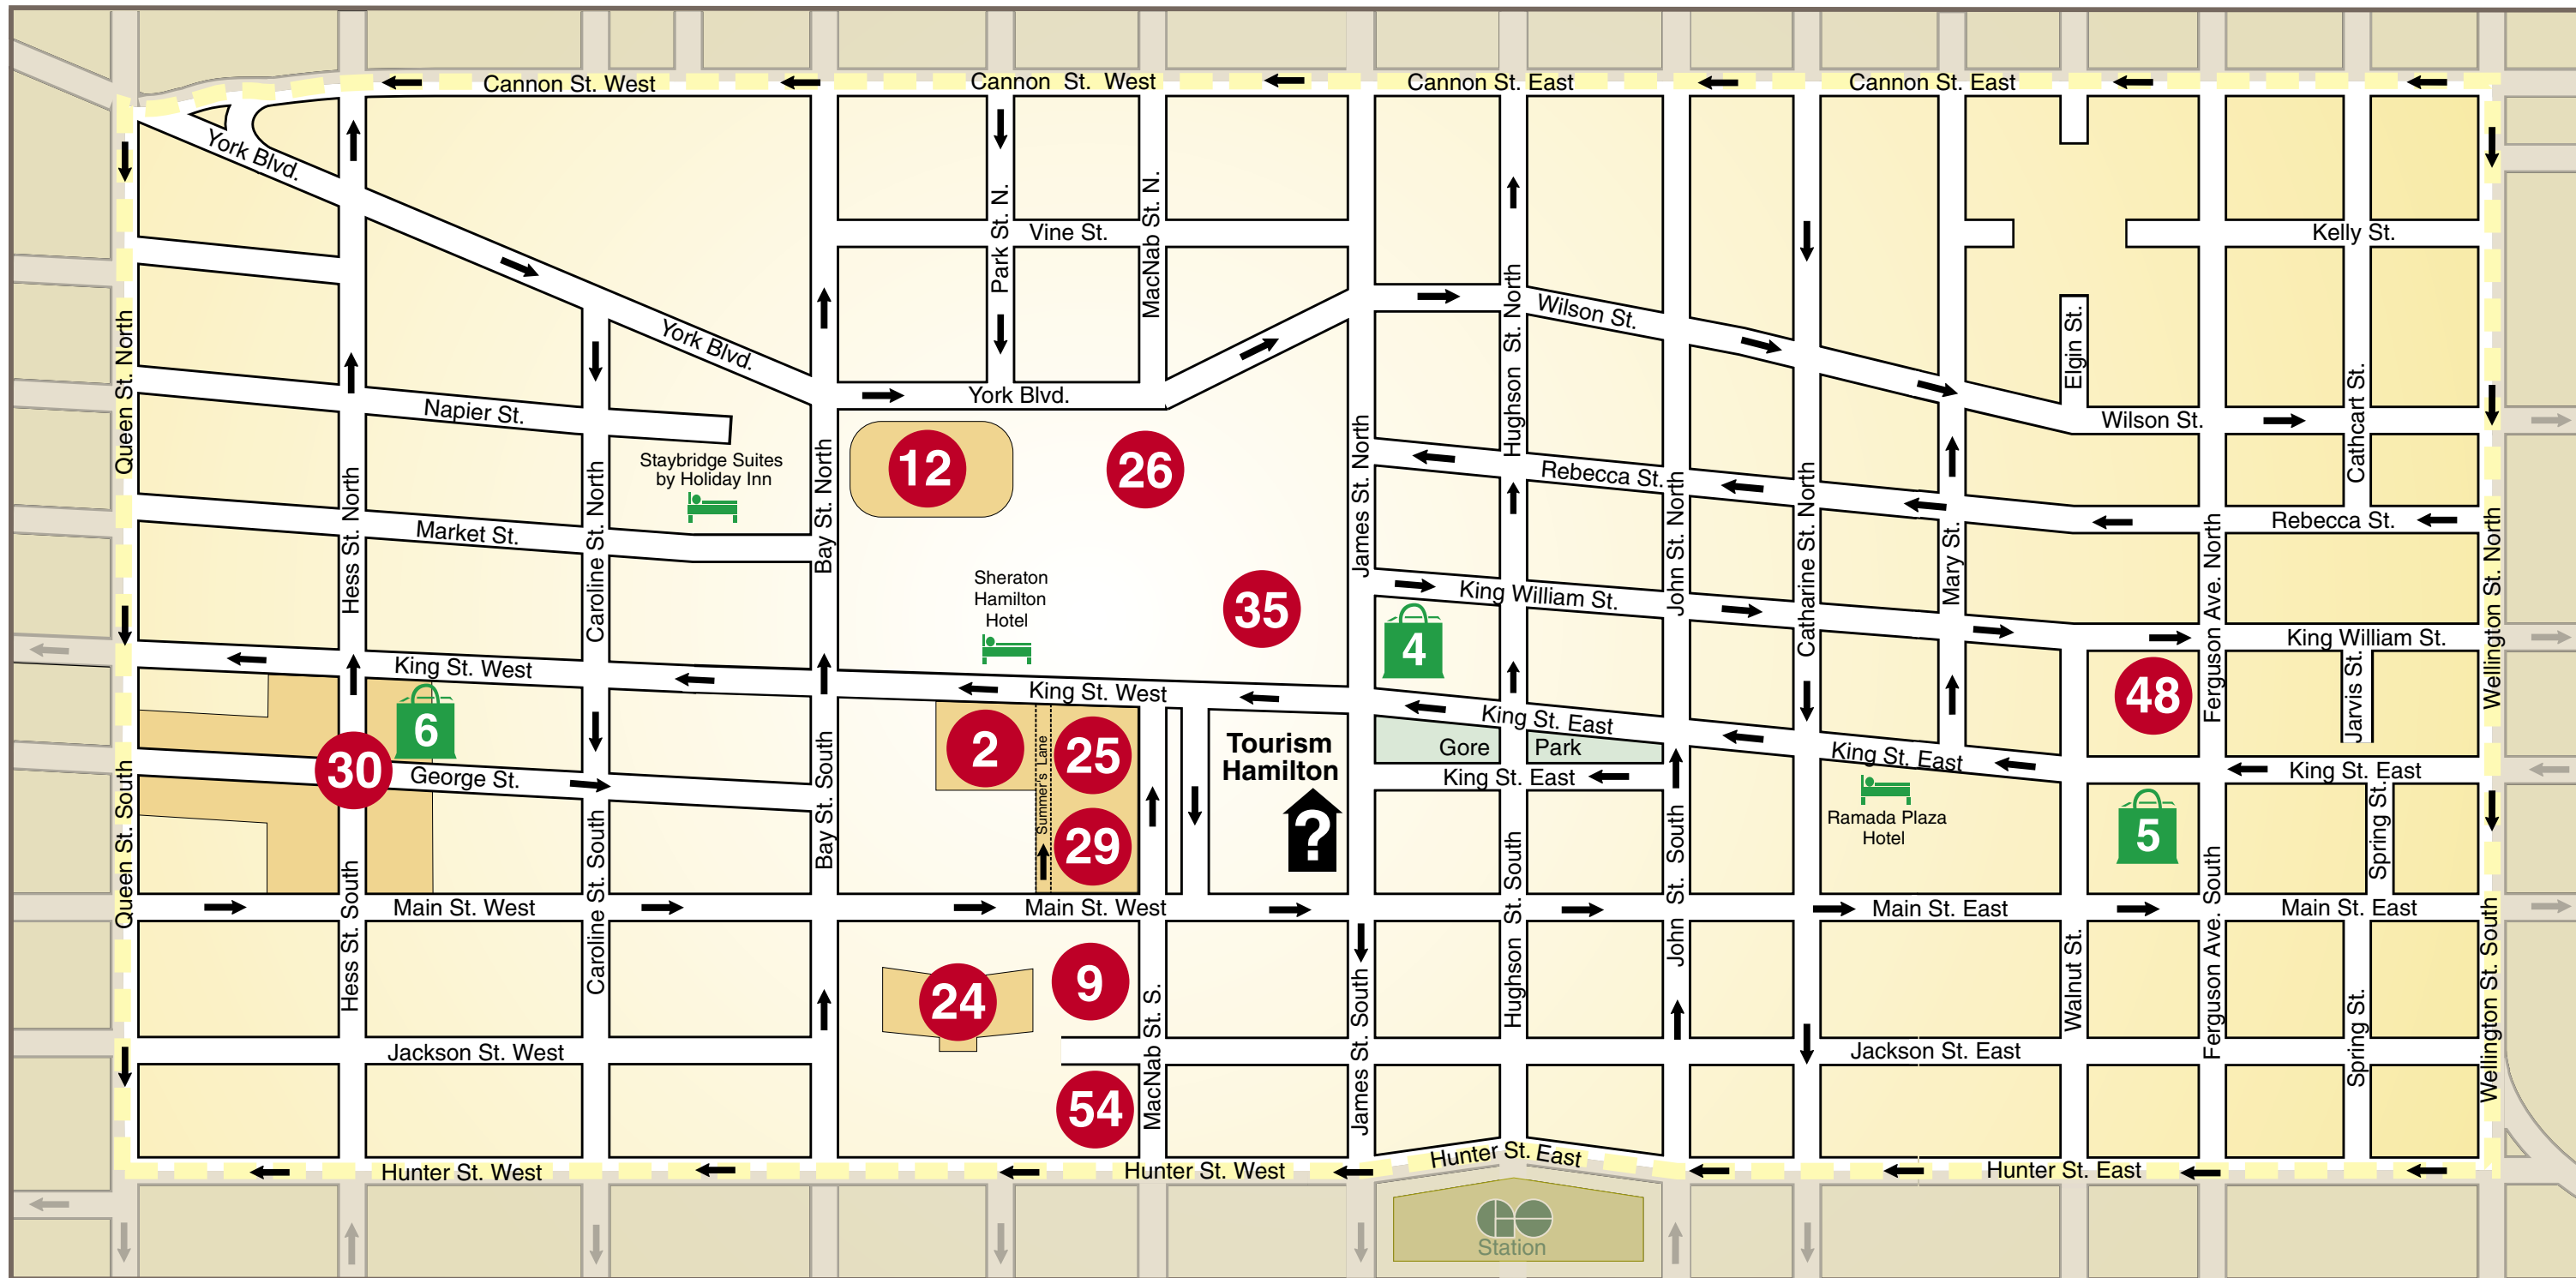 Cannon St. West
Cannon St. West
Cannon St. East
Cannon St. East
York Blvd.
Vine St.
Kelly St.
Park St. N.
MacNab St. N.
York Blvd.
Wilson St.
Elgin St.
York Blvd.
Napier St.
Wilson St.
Queen St. North
Hess St. North
Caroline St. North
Bay St. North
James St. North
Hughson St. North
John St. North
Catharine St. North
Mary St.
Ferguson Ave. North
Cathcart St.
Wellington St. North
Staybridge Suites
by Holiday Inn
12
26
Rebecca St.
Rebecca St.
Market St.
Sheraton
Hamilton
Hotel
35
King William St.
4
King William St.
King St. West
King St. West
6
30
George St.
2
Summer's Lane
25
29
Tourism
Hamilton
?
King St. East
Gore
Park
King St. East
King St. East
Ramada Plaza
Hotel
48
Jarvis St.
King St. East
5
Spring St.
Queen St. South
Hess St. South
Caroline St. South
Bay St. South
Hughson St. South
John St. South
Ferguson Ave. South
Main St. West
Main St. West
Main St. East
Main St. East
24
9
54
MacNab St. S.
James St. South
Walnut St.
Spring St.
Wellington St. South
Jackson St. West
Jackson St. East
Hunter St. West
Hunter St. West
Hunter St. East
Hunter St. East
GO
Station